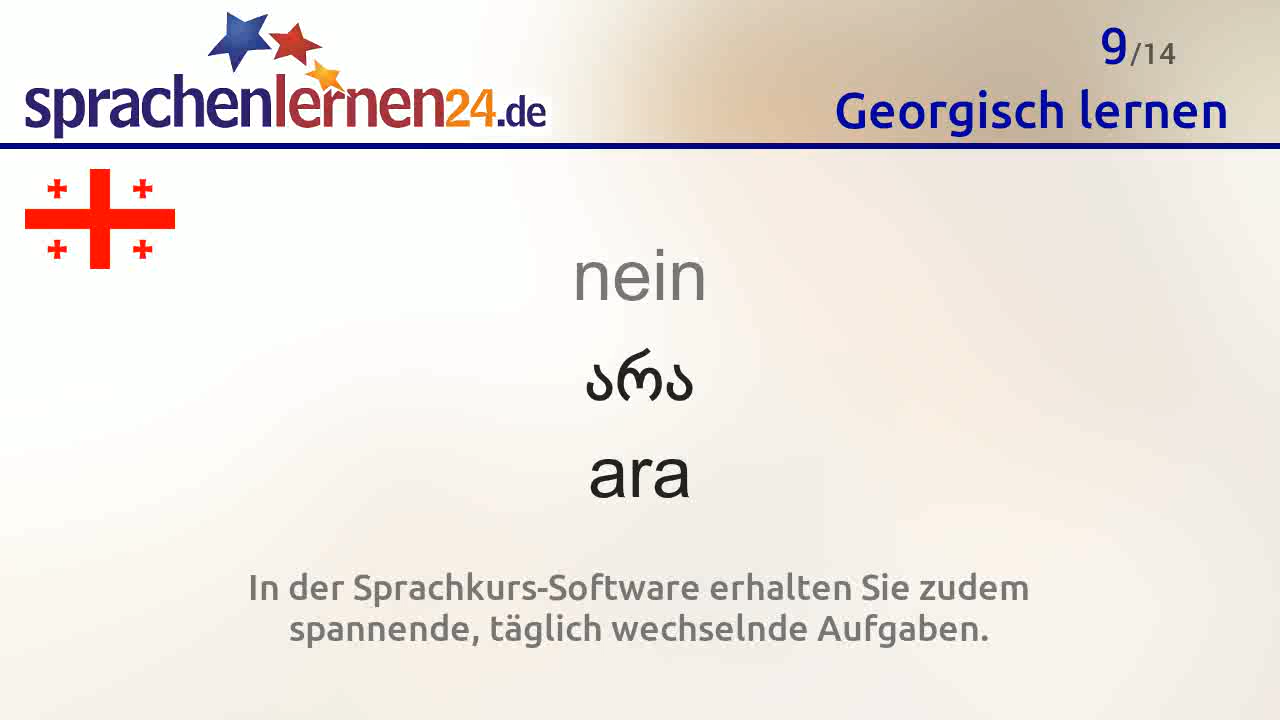 sprachenlernen24.de
9/14
Georgisch lernen
nein
არა
ara
In der Sprachkurs-Software erhalten Sie zudem
spannende, täglich wechselnde Aufgaben.